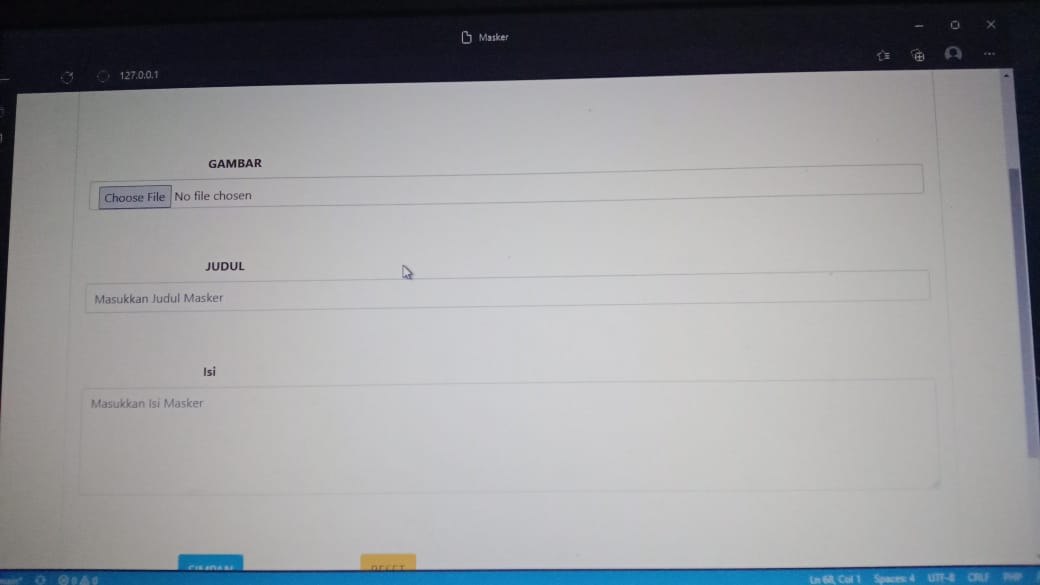 Masker
127.0.0.1
GAMBAR
Choose File No file chosen
JUDUL
Masukkan Judul Masker
Isi
Masukkan Isi Masker
SIMPAN RESET
Ln 68, Col 1 Spaces: 4 UTF-8 CRLF PHP